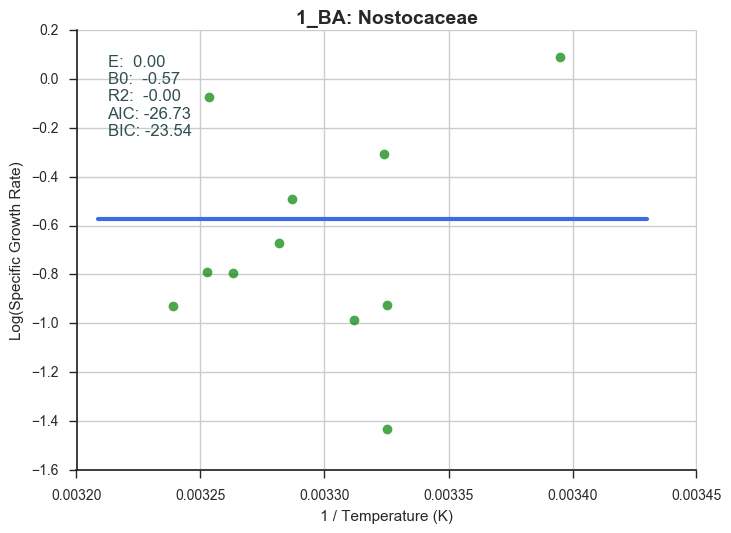 1_BA: Nostocaceae
E:  0.00
B0:  -0.57
R2:  -0.00
AIC: -26.73
BIC: -23.54
Log(Specific Growth Rate)
0.2
0.0
−0.2
−0.4
−0.6
−0.8
−1.0
−1.2
−1.4
−1.6
0.00320
0.00325
0.00330
0.00335
0.00340
0.00345
1 / Temperature (K)